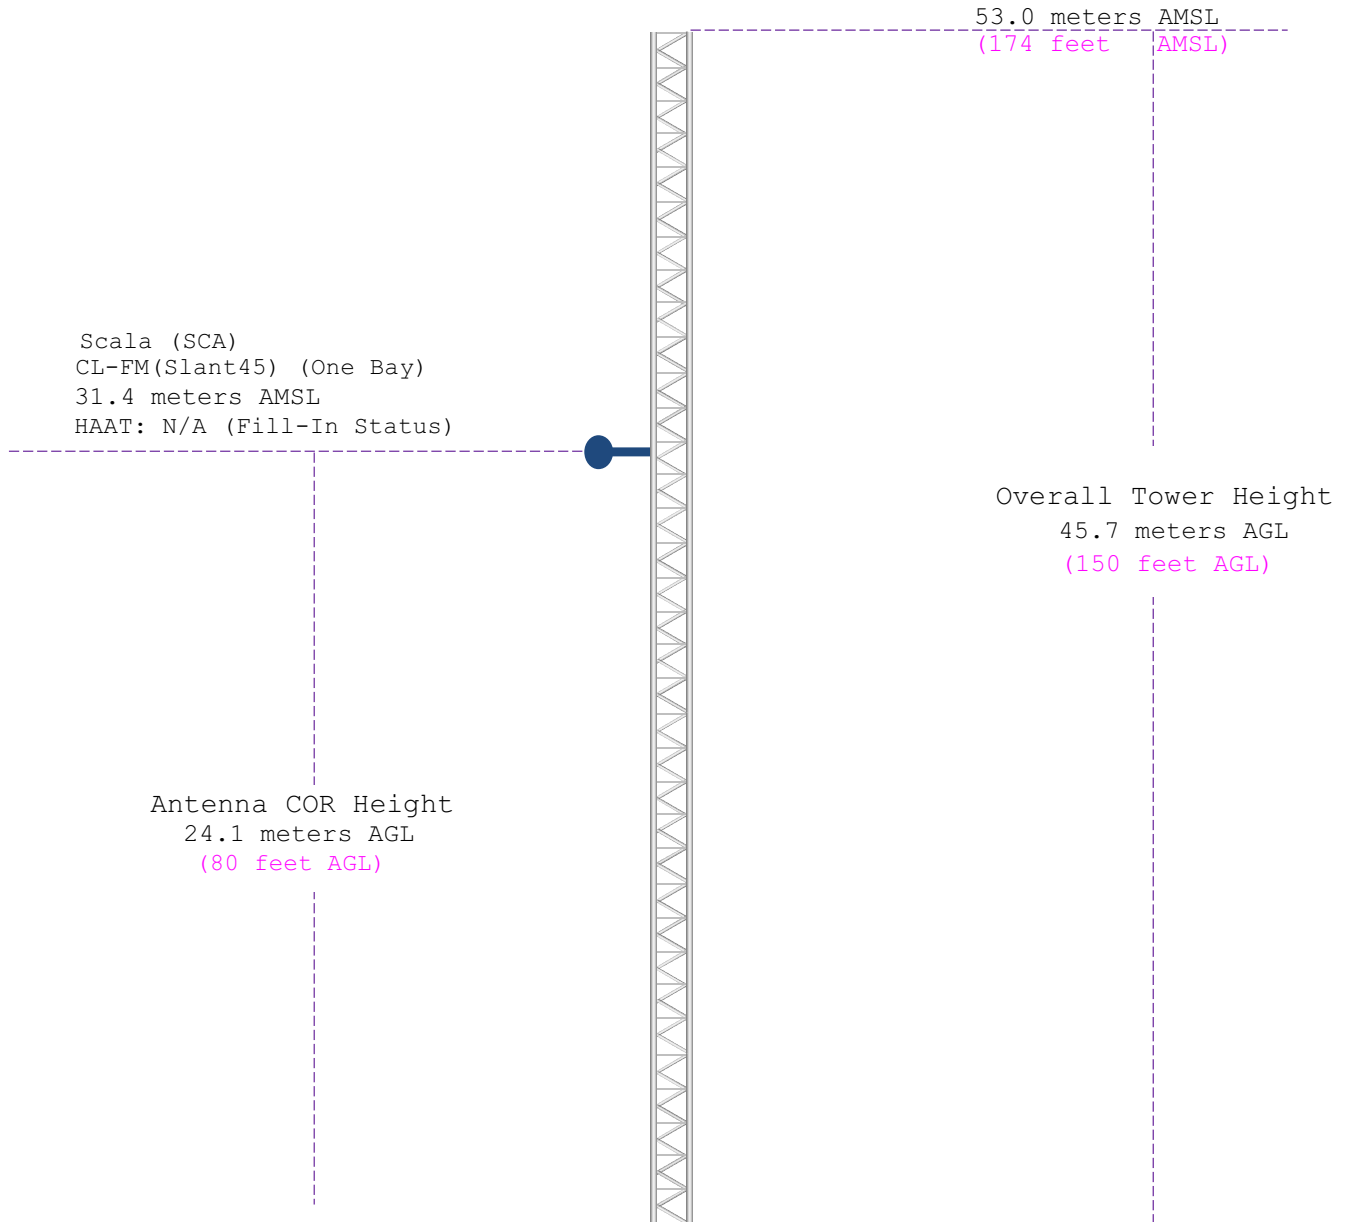 53.0 meters AMSL
(174 feet AMSL)
Scala (SCA)
CL-FM(Slant45) (One Bay)
31.4 meters AMSL
HAAT: N/A (Fill-In Status)
Overall Tower Height
45.7 meters AGL
(150 feet AGL)
Antenna COR Height
24.1 meters AGL
(80 feet AGL)